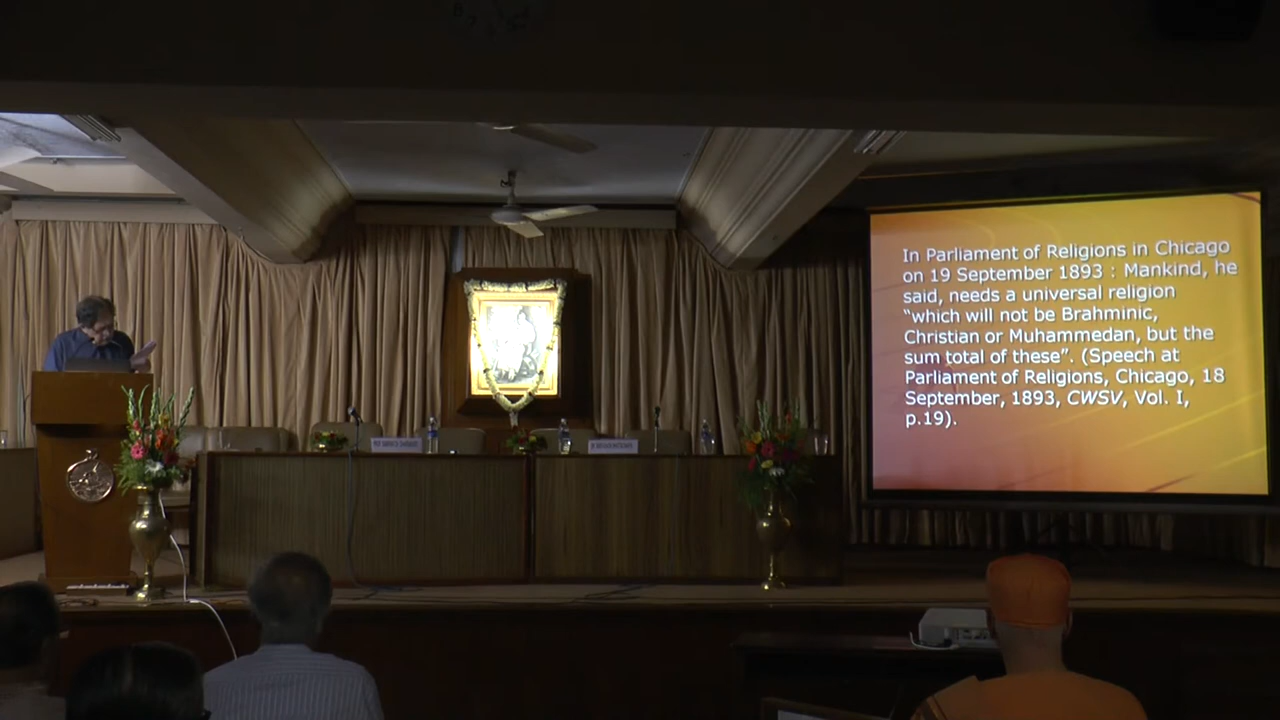 In Parliament of Religions in Chicago
on 19 September 1893 : Mankind, he
said, needs a universal religion
“which will not be Brahminic,
Christian or Muhammedan, but the
sum total of these”. (Speech at
Parliament of Religions, Chicago, 18
September, 1893, CWSV, Vol. I,
p.19).